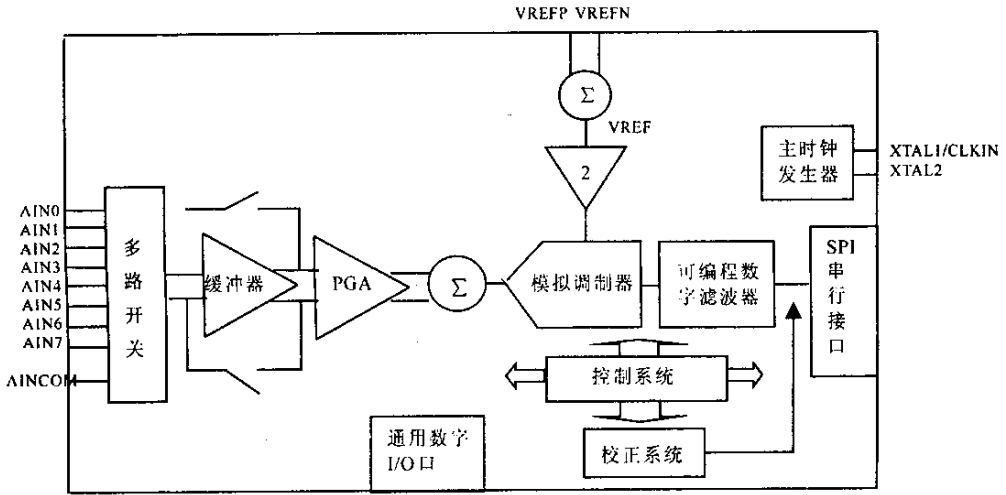 VREFP VREFN
Σ
VREF
2
主时钟
发生器
XTAL1/CLKIN
XTAL2
AIN0
AIN1
AIN2
AIN3
AIN4
AIN5
AIN6
AIN7
AINCOM
多
路
开
关
缓冲器
PGA
Σ
模拟调制器
可编程数
字滤波器
SPI
串
行
接
口
控制系统
校正系统
通用数字
I/O口